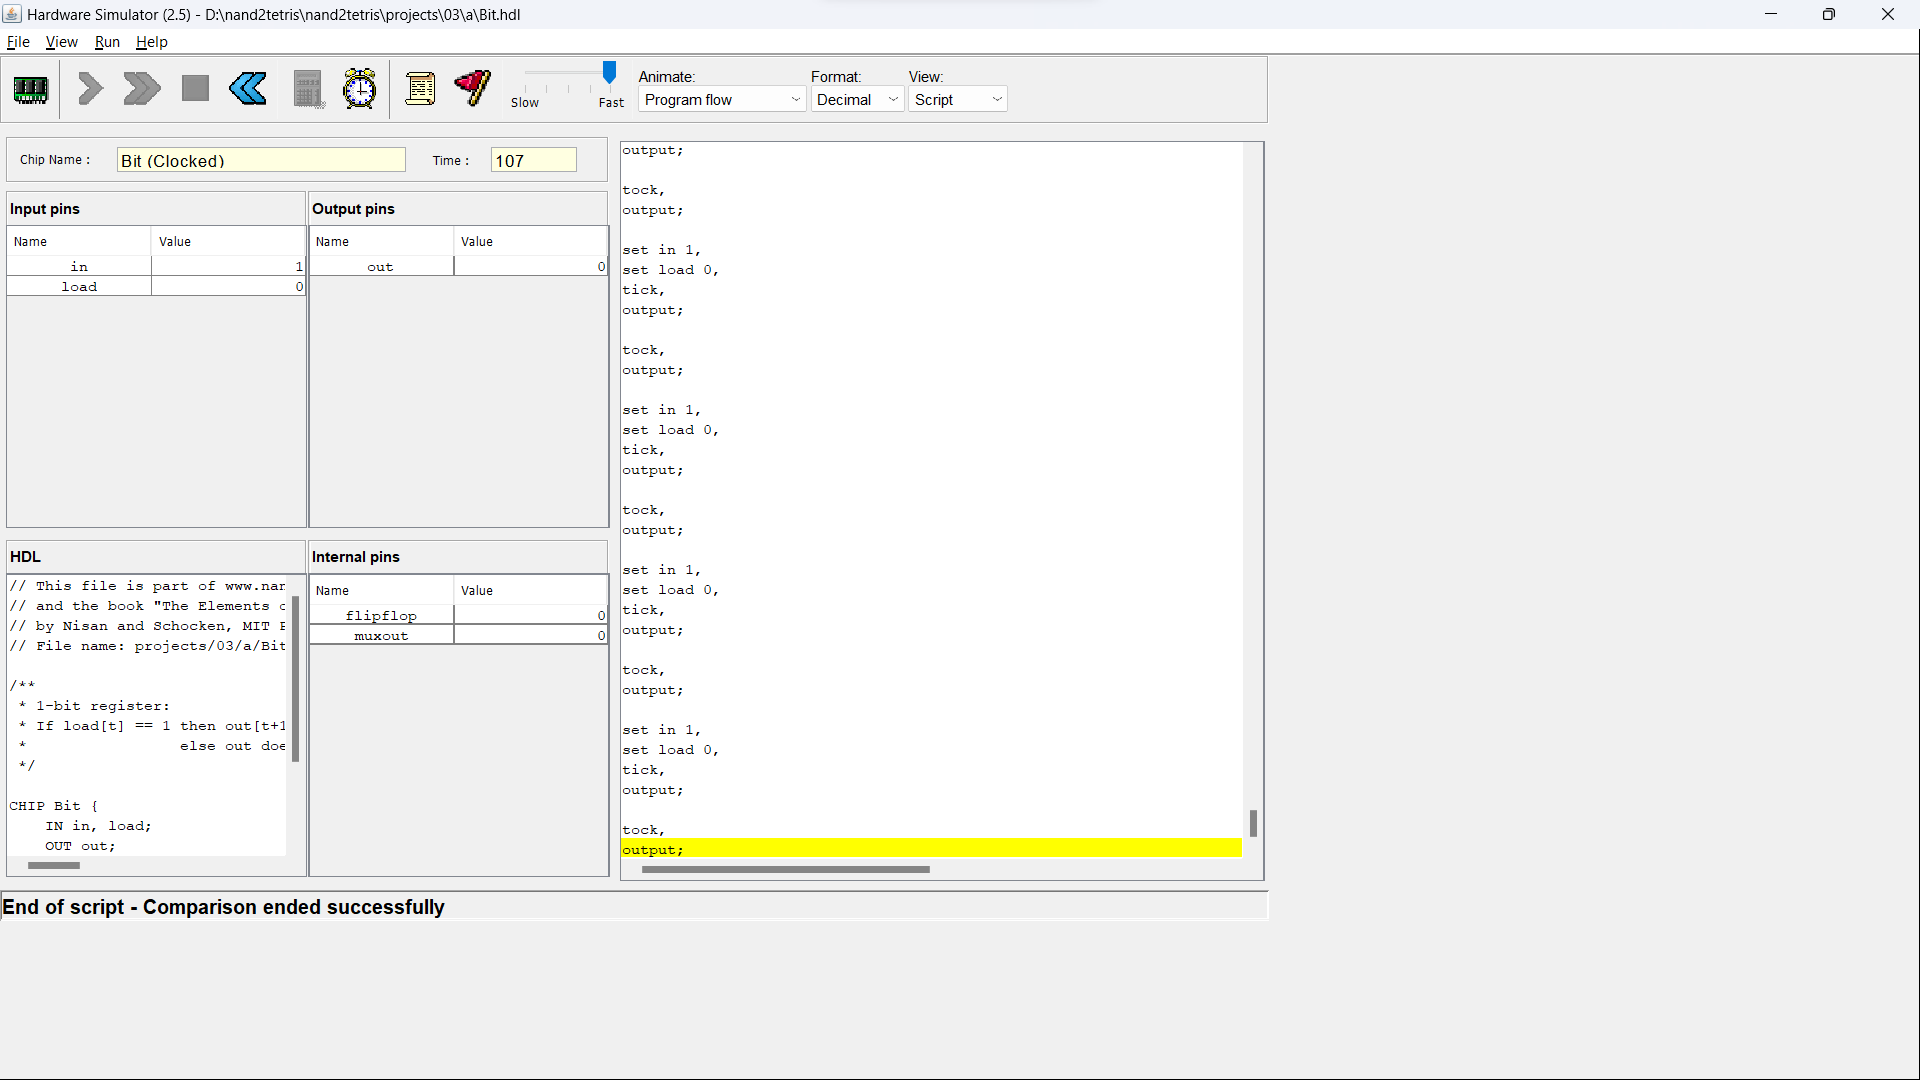 Hardware Simulator (2.5) - D:\nand2tetris\nand2tetris\projects\03\a\Bit.hdl
File View Run Help
Slow Fast
Animate: Format: View:
Program flow Decimal Script
Chip Name : Bit (Clocked) Time : 107
Input pins
Name Value
in 1
load 0
Output pins
Name Value
out 0
HDL
// This file is part of www.nan
// and the book "The Elements o
// by Nisan and Schocken, MIT P
// File name: projects/03/a/Bit
/**
* 1-bit register:
* If load[t] == 1 then out[t+1
* else out doe
*/
CHIP Bit {
IN in, load;
OUT out;
Internal pins
Name Value
flipflop 0
muxout 0
output;
tock,
output;
set in 1,
set load 0,
tick,
output;
tock,
output;
set in 1,
set load 0,
tick,
output;
tock,
output;
set in 1,
set load 0,
tick,
output;
tock,
output;
set in 1,
set load 0,
tick,
output;
tock,
output;
End of script - Comparison ended successfully